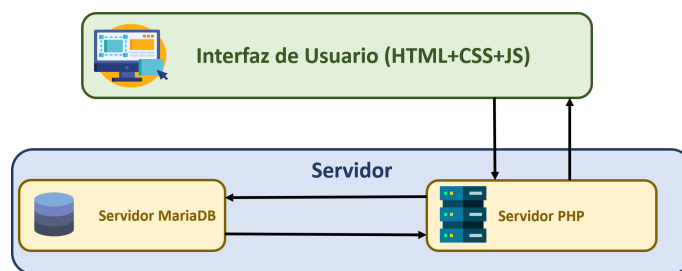 Interfaz de Usuario (HTML+CSS+JS)
Servidor
Servidor MariaDB
Servidor PHP